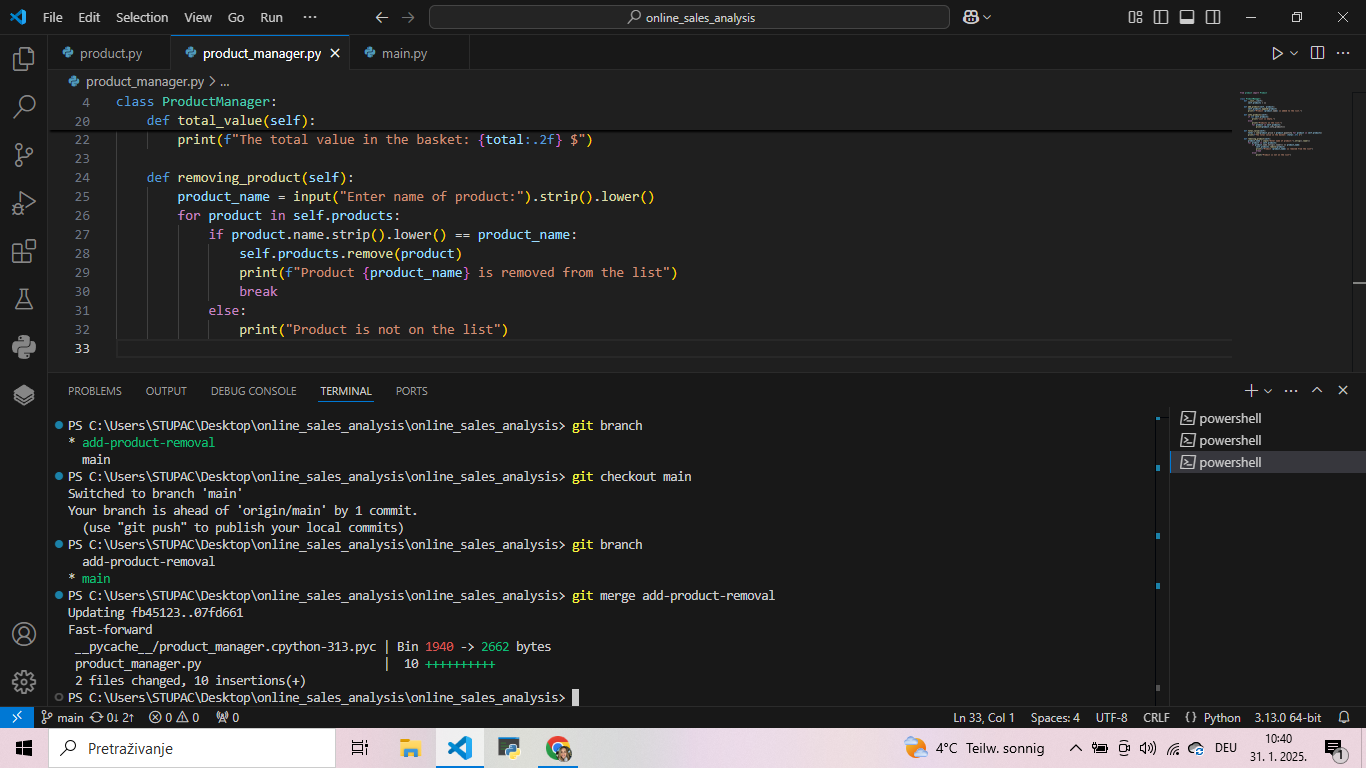 File Edit Selection View Go Run ··· online_sales_analysis
product.py product_manager.py main.py
product_manager.py > ...
4 class ProductManager:
20     def total_value(self):
22         print(f"The total value in the basket: {total:.2f} $")
23
24     def removing_product(self):
25         product_name = input("Enter name of product:").strip().lower()
26         for product in self.products:
27             if product.name.strip().lower() == product_name:
28                 self.products.remove(product)
29                 print(f"Product {product_name} is removed from the list")
30                 break
31             else:
32                 print("Product is not on the list")
33
PROBLEMS OUTPUT DEBUG CONSOLE TERMINAL PORTS
powershell
powershell
powershell
PS C:\Users\STUPAC\Desktop\online_sales_analysis\online_sales_analysis> git branch
* add-product-removal
  main
PS C:\Users\STUPAC\Desktop\online_sales_analysis\online_sales_analysis> git checkout main
Switched to branch 'main'
Your branch is ahead of 'origin/main' by 1 commit.
  (use "git push" to publish your local commits)
PS C:\Users\STUPAC\Desktop\online_sales_analysis\online_sales_analysis> git branch
  add-product-removal
* main
PS C:\Users\STUPAC\Desktop\online_sales_analysis\online_sales_analysis> git merge add-product-removal
Updating fb45123..07fd661
Fast-forward
 __pycache__/product_manager.cpython-313.pyc | Bin 1940 -> 2662 bytes
 product_manager.py                          |  10 ++++++++++
 2 files changed, 10 insertions(+)
PS C:\Users\STUPAC\Desktop\online_sales_analysis\online_sales_analysis>
main 0↓ 2↑ 0 0 0 Ln 33, Col 1 Spaces: 4 UTF-8 CRLF {} Python 3.13.0 64-bit
Pretraživanje 4°C Teilw. sonnig DEU 10:40
31. 1. 2025. 1